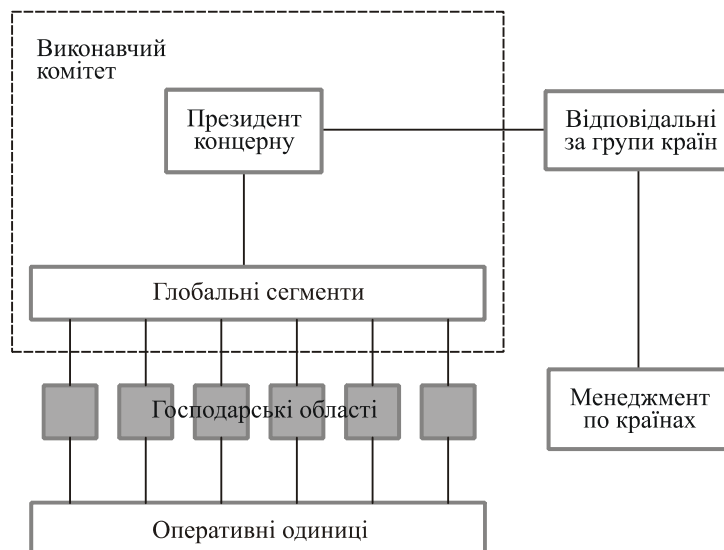 Виконавчий
комітет
Президент
концерну
Відповідальні
за групи країн
Глобальні сегменти
Господарські області
Менеджмент
по країнах
Оперативні одиниці